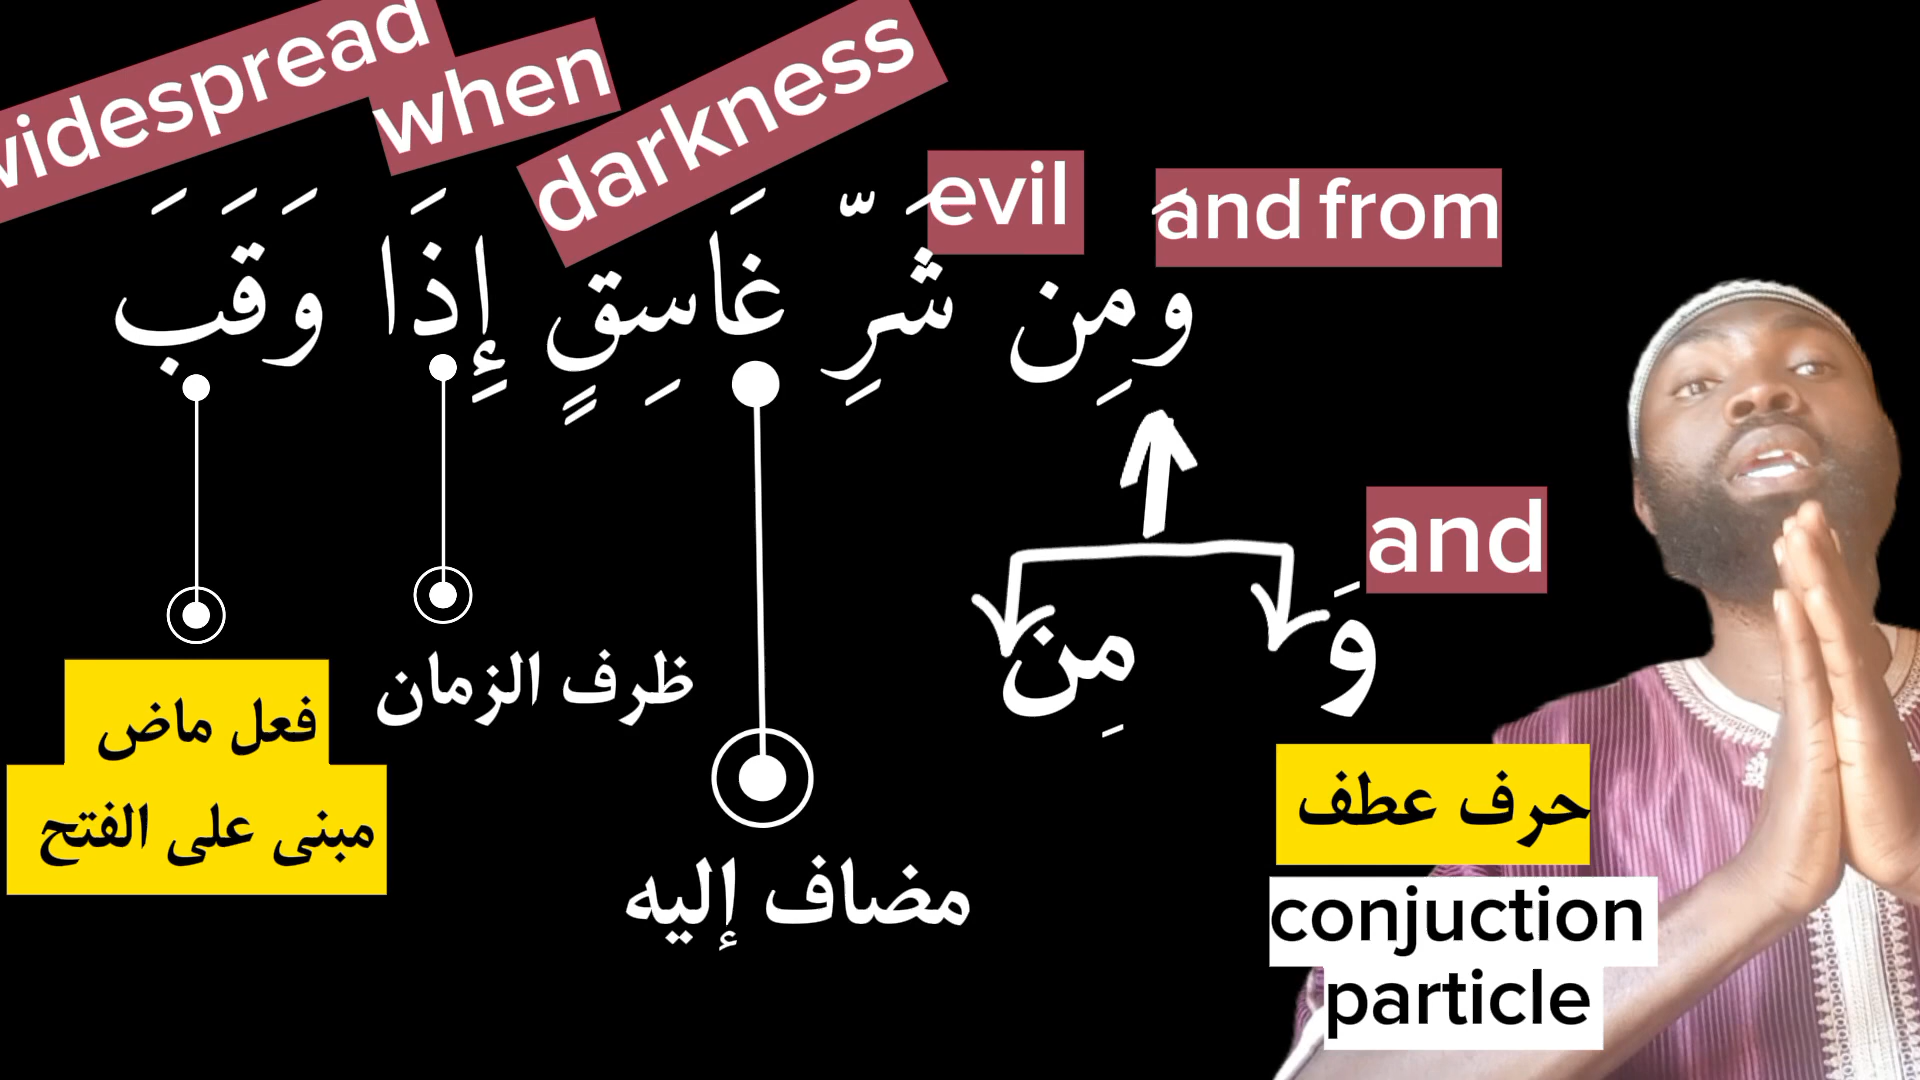 widespread
when
darkness
evil
and from
وَمِن شَرِّ غَاسِقٍ إِذَا وَقَبَ
and
وَ
مِن
ظرف الزمان
فعل ماض
مبنى على الفتح
حرف عطف
مضاف إليه
conjuction
particle